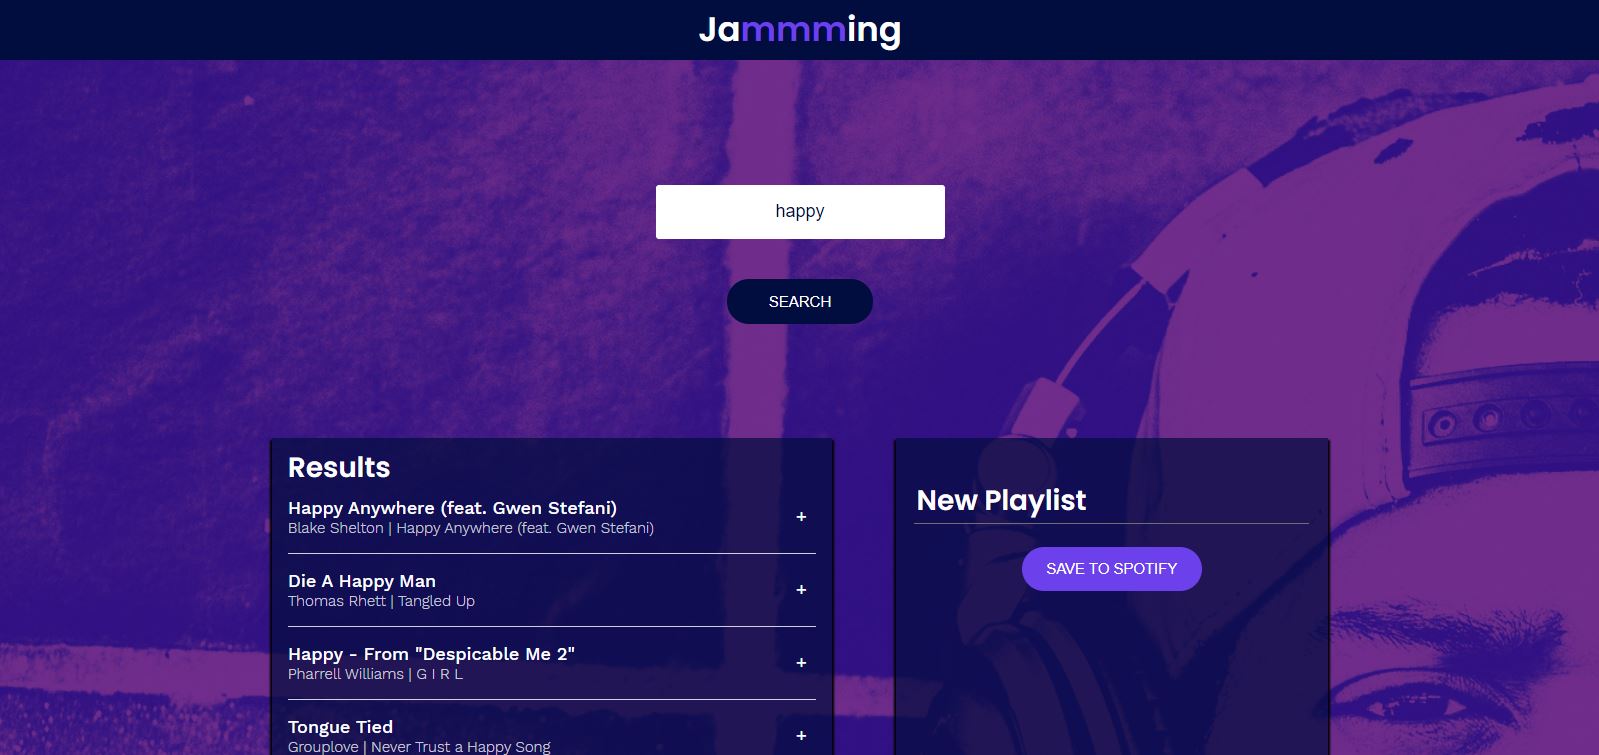 Jammming
happy
SEARCH
Results
Happy Anywhere (feat. Gwen Stefani)
Blake Shelton | Happy Anywhere (feat. Gwen Stefani)
+
Die A Happy Man
Thomas Rhett | Tangled Up
+
Happy - From "Despicable Me 2"
Pharrell Williams | G I R L
+
Tongue Tied
Grouplove | Never Trust a Happy Song
+
New Playlist
SAVE TO SPOTIFY